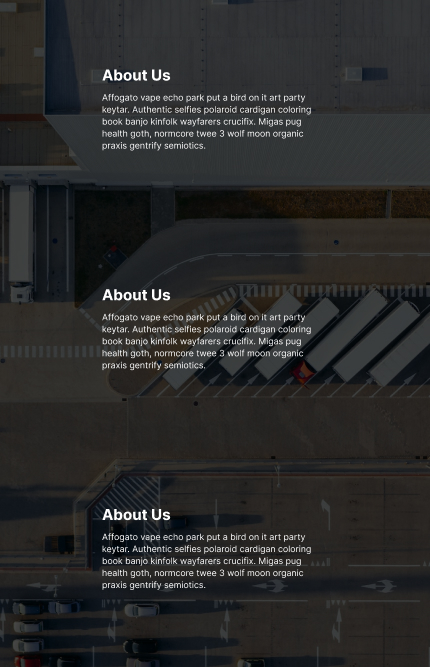 About Us
Affogato vape echo park put a bird on it art party
keytar. Authentic selfies polaroid cardigan coloring
book banjo kinfolk wayfarers crucifix. Migas pug
health goth, normcore twee 3 wolf moon organic
praxis gentrify semiotics.
About Us
Affogato vape echo park put a bird on it art party
keytar. Authentic selfies polaroid cardigan coloring
book banjo kinfolk wayfarers crucifix. Migas pug
health goth, normcore twee 3 wolf moon organic
praxis gentrify semiotics.
About Us
Affogato vape echo park put a bird on it art party
keytar. Authentic selfies polaroid cardigan coloring
book banjo kinfolk wayfarers crucifix. Migas pug
health goth, normcore twee 3 wolf moon organic
praxis gentrify semiotics.